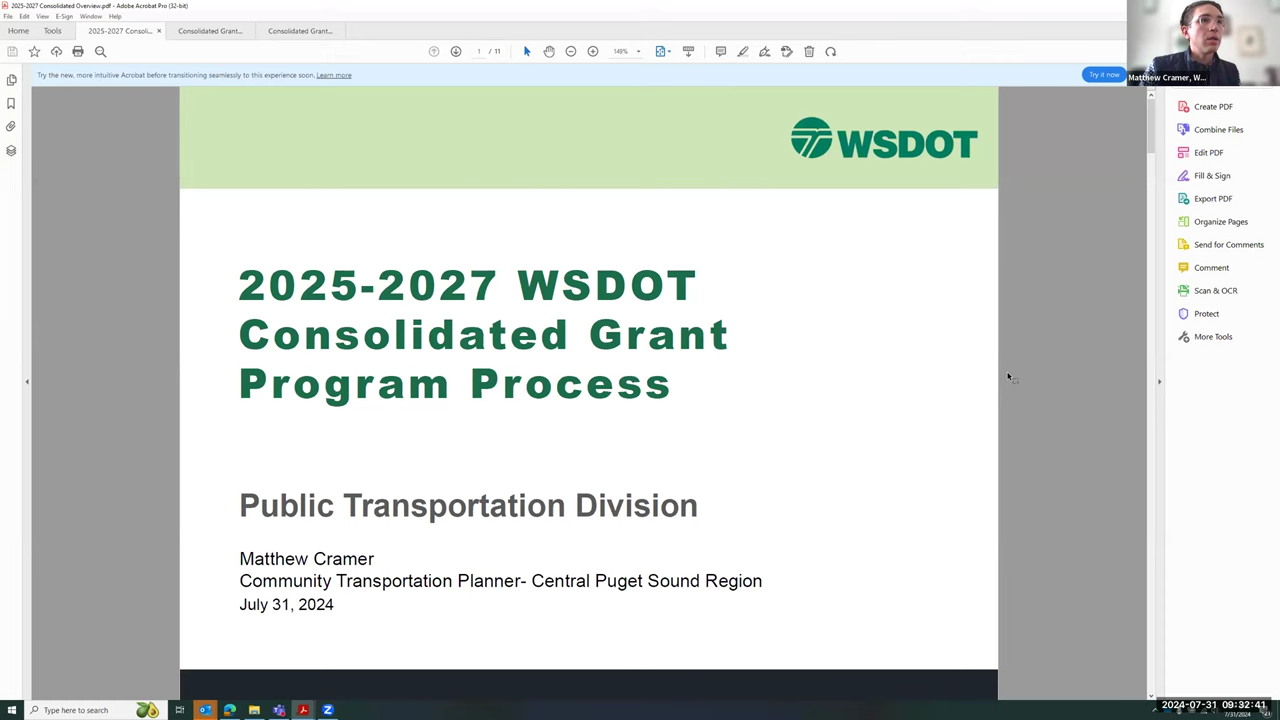 2025-2027 Consolidated Overview.pdf - Adobe Acrobat Pro (32-bit)
File Edit View E-Sign Window Help
Home Tools 2025-2027 Consoli... × Consolidated Grant... Consolidated Grant...
1 / 11 149%
Try the new, more intuitive Acrobat before transitioning seamlessly to this experience soon. Learn more
Try it now
Matthew Cramer, W...
WSDOT
2025-2027 WSDOT
Consolidated Grant
Program Process
Public Transportation Division
Matthew Cramer
Community Transportation Planner- Central Puget Sound Region
July 31, 2024
Create PDF
Combine Files
Edit PDF
Fill & Sign
Export PDF
Organize Pages
Send for Comments
Comment
Scan & OCR
Protect
More Tools
Type here to search
2024-07-31 09:32:41
7/31/2024